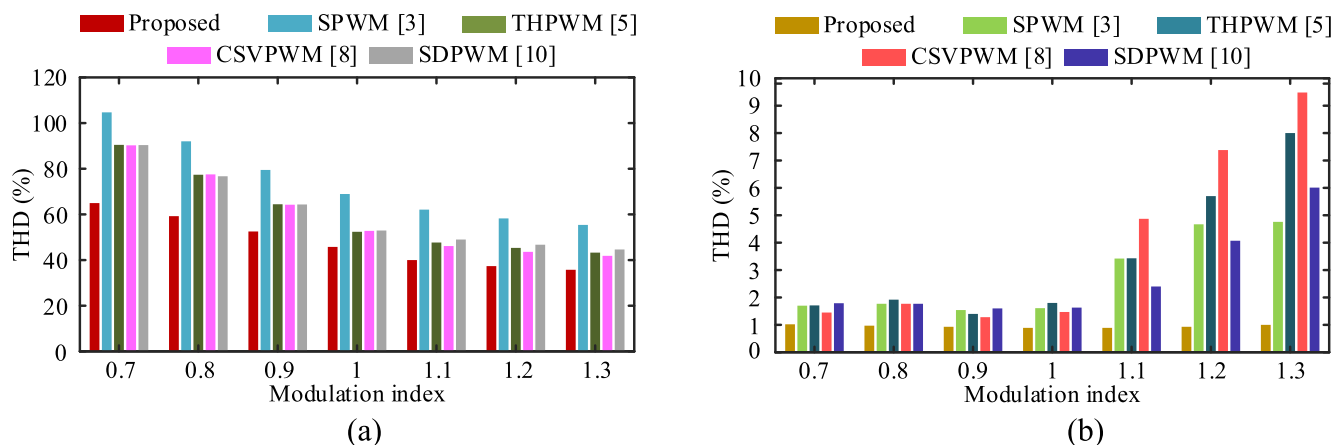 Proposed SPWM [3] THPWM [5]
CSVPWM [8] SDPWM [10]
THD (%)
120
100
80
60
40
20
0
0.7 0.8 0.9 1 1.1 1.2 1.3
Modulation index
(a)
Proposed SPWM [3] THPWM [5]
CSVPWM [8] SDPWM [10]
THD (%)
10
9
8
7
6
5
4
3
2
1
0
0.7 0.8 0.9 1 1.1 1.2 1.3
Modulation index
(b)